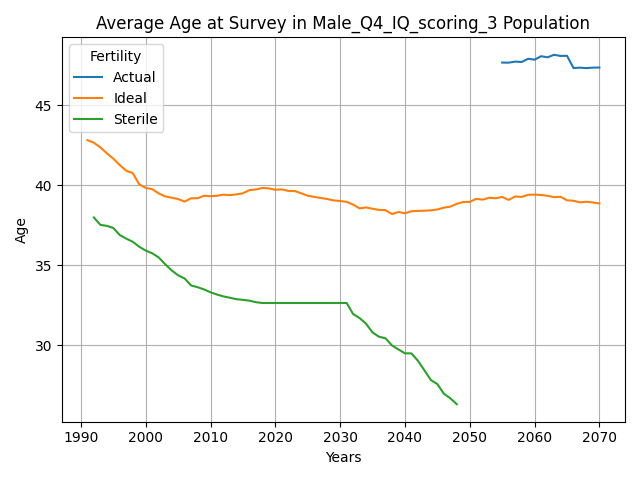 Average Age at Survey in Male_Q4_IQ_scoring_3 Population
Fertility
Actual
Ideal
Sterile
Age
45
40
35
30
1990 2000 2010 2020 2030 2040 2050 2060 2070
Years